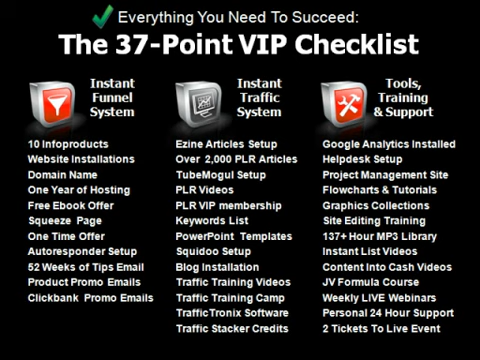 Everything You Need To Succeed:
The 37-Point VIP Checklist
Instant
Funnel
System
10 Infoproducts
Website Installations
Domain Name
One Year of Hosting
Free Ebook Offer
Squeeze Page
One Time Offer
Autoresponder Setup
52 Weeks of Tips Email
Product Promo Emails
Clickbank Promo Emails
Instant
Traffic
System
Ezine Articles Setup
Over 2,000 PLR Articles
TubeMogul Setup
PLR Videos
PLR VIP membership
Keywords List
PowerPoint Templates
Squidoo Setup
Blog Installation
Traffic Training Videos
Traffic Training Camp
TrafficTronix Software
Traffic Stacker Credits
Tools,
Training
& Support
Google Analytics Installed
Helpdesk Setup
Project Management Site
Flowcharts & Tutorials
Graphics Collections
Site Editing Training
137+ Hour MP3 Library
Instant List Videos
Content Into Cash Videos
JV Formula Course
Weekly LIVE Webinars
Personal 24 Hour Support
2 Tickets To Live Event